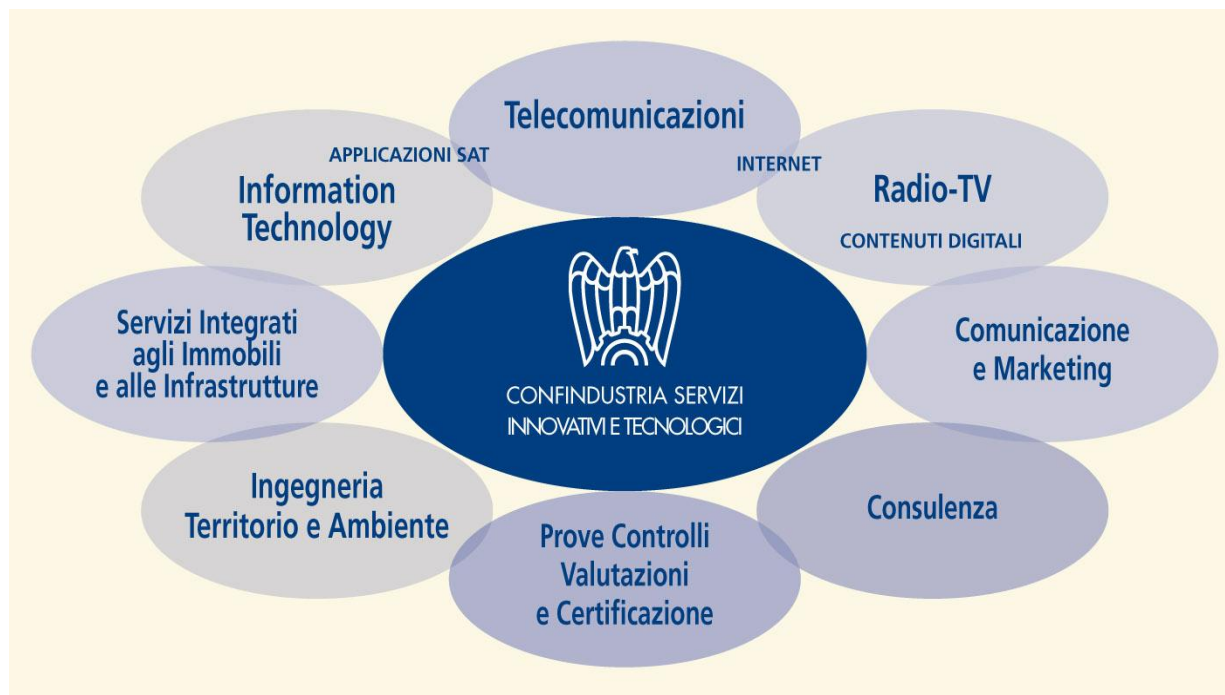 Telecomunicazioni
APPLICAZIONI SAT
INTERNET
Information
Technology
Radio-TV
CONTENUTI DIGITALI
Servizi Integrati
agli Immobili
e alle Infrastrutture
CONFINDUSTRIA SERVIZI
INNOVATIVI E TECNOLOGICI
Comunicazione
e Marketing
Ingegneria
Territorio e Ambiente
Prove Controlli
Valutazioni
e Certificazione
Consulenza